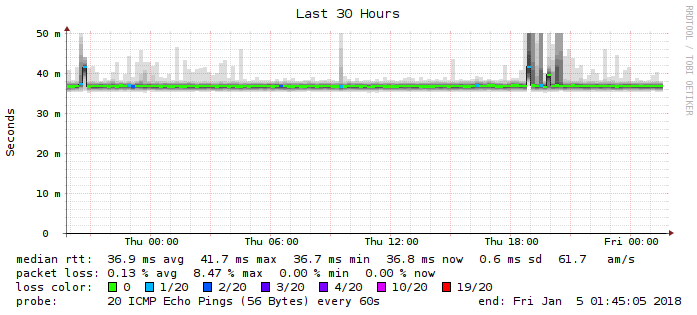 Last 30 Hours
RRDTOOL / TOBI OETIKER
Seconds
50 m
40 m
30 m
20 m
10 m
0
Thu 00:00 Thu 06:00 Thu 12:00 Thu 18:00 Fri 00:00
median rtt: 36.9 ms avg 41.7 ms max 36.7 ms min 36.8 ms now 0.6 ms sd 61.7 am/s
packet loss: 0.13 % avg 8.47 % max 0.00 % min 0.00 % now
loss color: 0 1/20 2/20 3/20 4/20 10/20 19/20
probe: 20 ICMP Echo Pings (56 Bytes) every 60s end: Fri Jan 5 01:45:05 2018